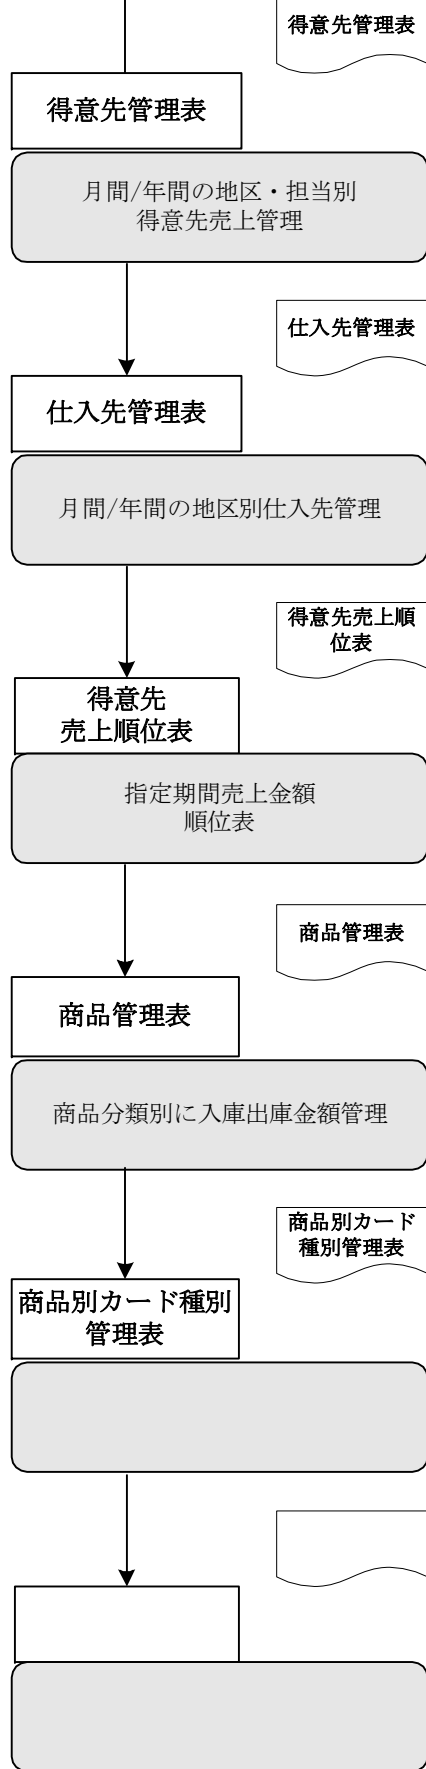 得意先管理表
得意先管理表
月間/年間の地区・担当別
得意先売上管理
仕入先管理表
仕入先管理表
月間/年間の地区別仕入先管理
得意先売上順
位表
得意先
売上順位表
指定期間売上金額
順位表
商品管理表
商品管理表
商品分類別に入庫出庫金額管理
商品別カード
種別管理表
商品別カード種別
管理表